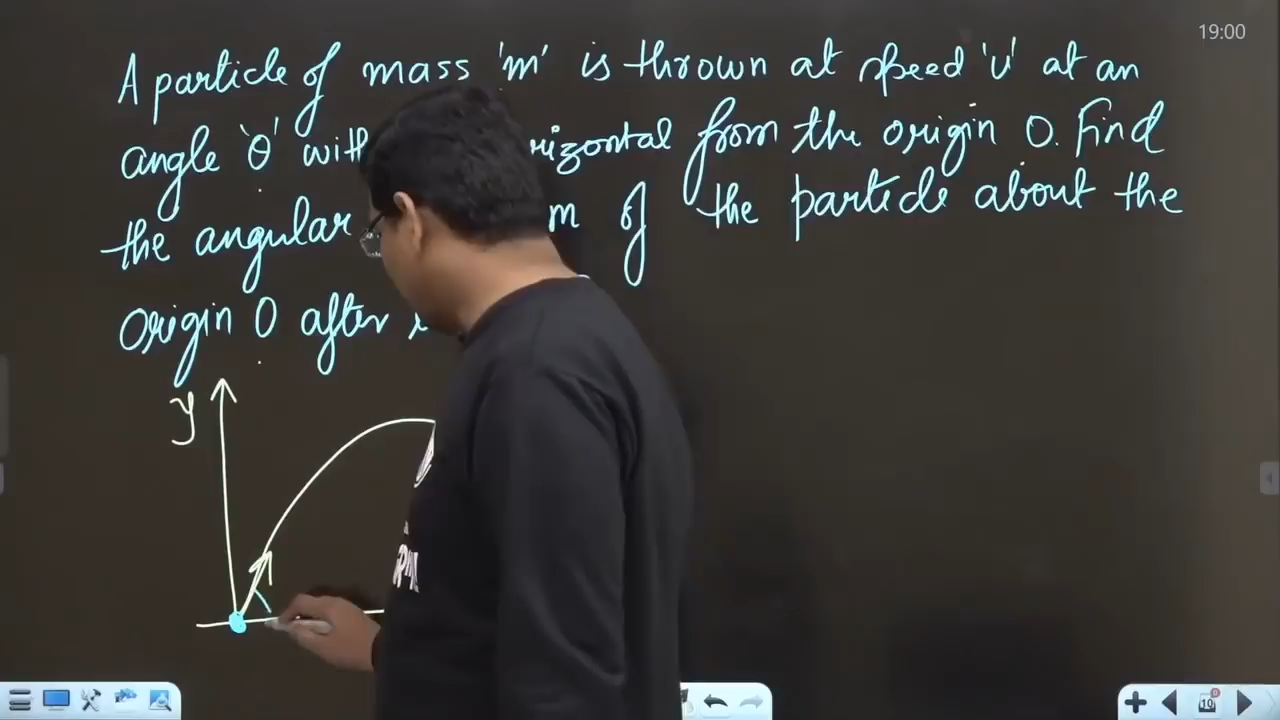 19:00
A particle of mass 'm' is thrown at speed 'v' at an
angle 'θ' with from the origin O. Find
the angular of the particle about the
origin O after
y
10